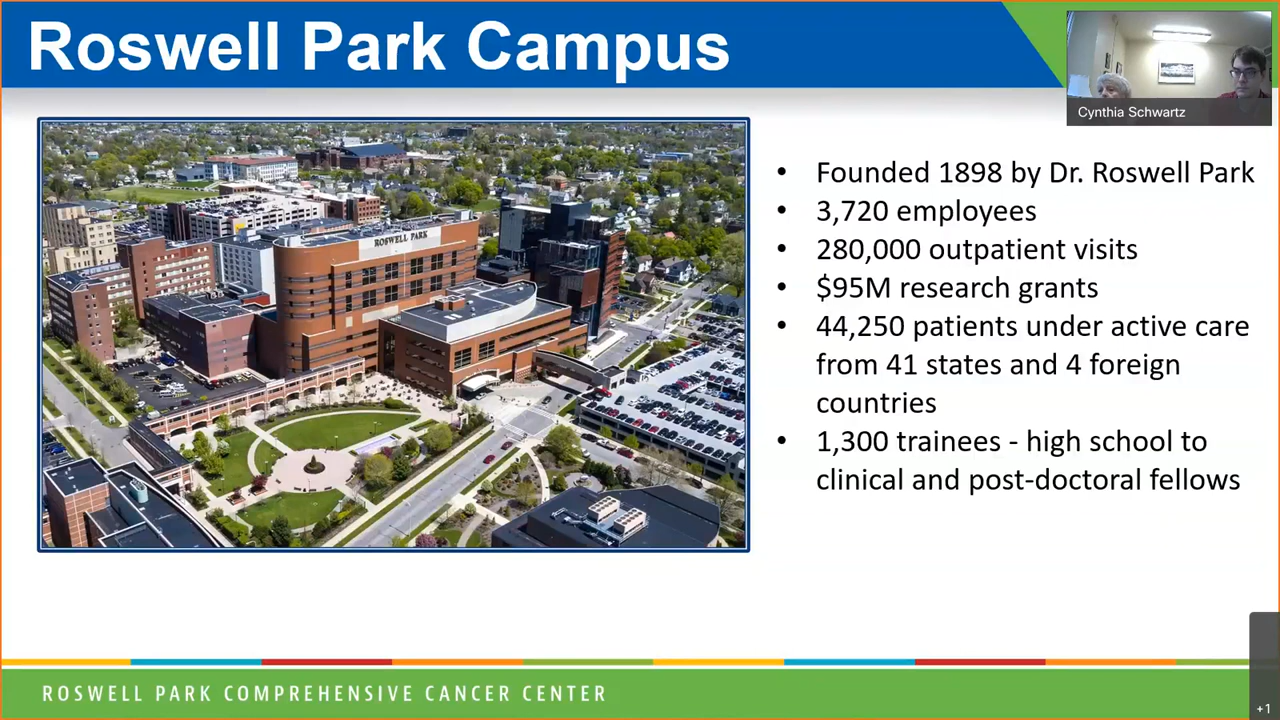 Roswell Park Campus
Cynthia Schwartz
ROSWELL PARK
• Founded 1898 by Dr. Roswell Park
• 3,720 employees
• 280,000 outpatient visits
• $95M research grants
• 44,250 patients under active care
from 41 states and 4 foreign
countries
• 1,300 trainees - high school to
clinical and post-doctoral fellows
ROSWELL PARK COMPREHENSIVE CANCER CENTER
+1